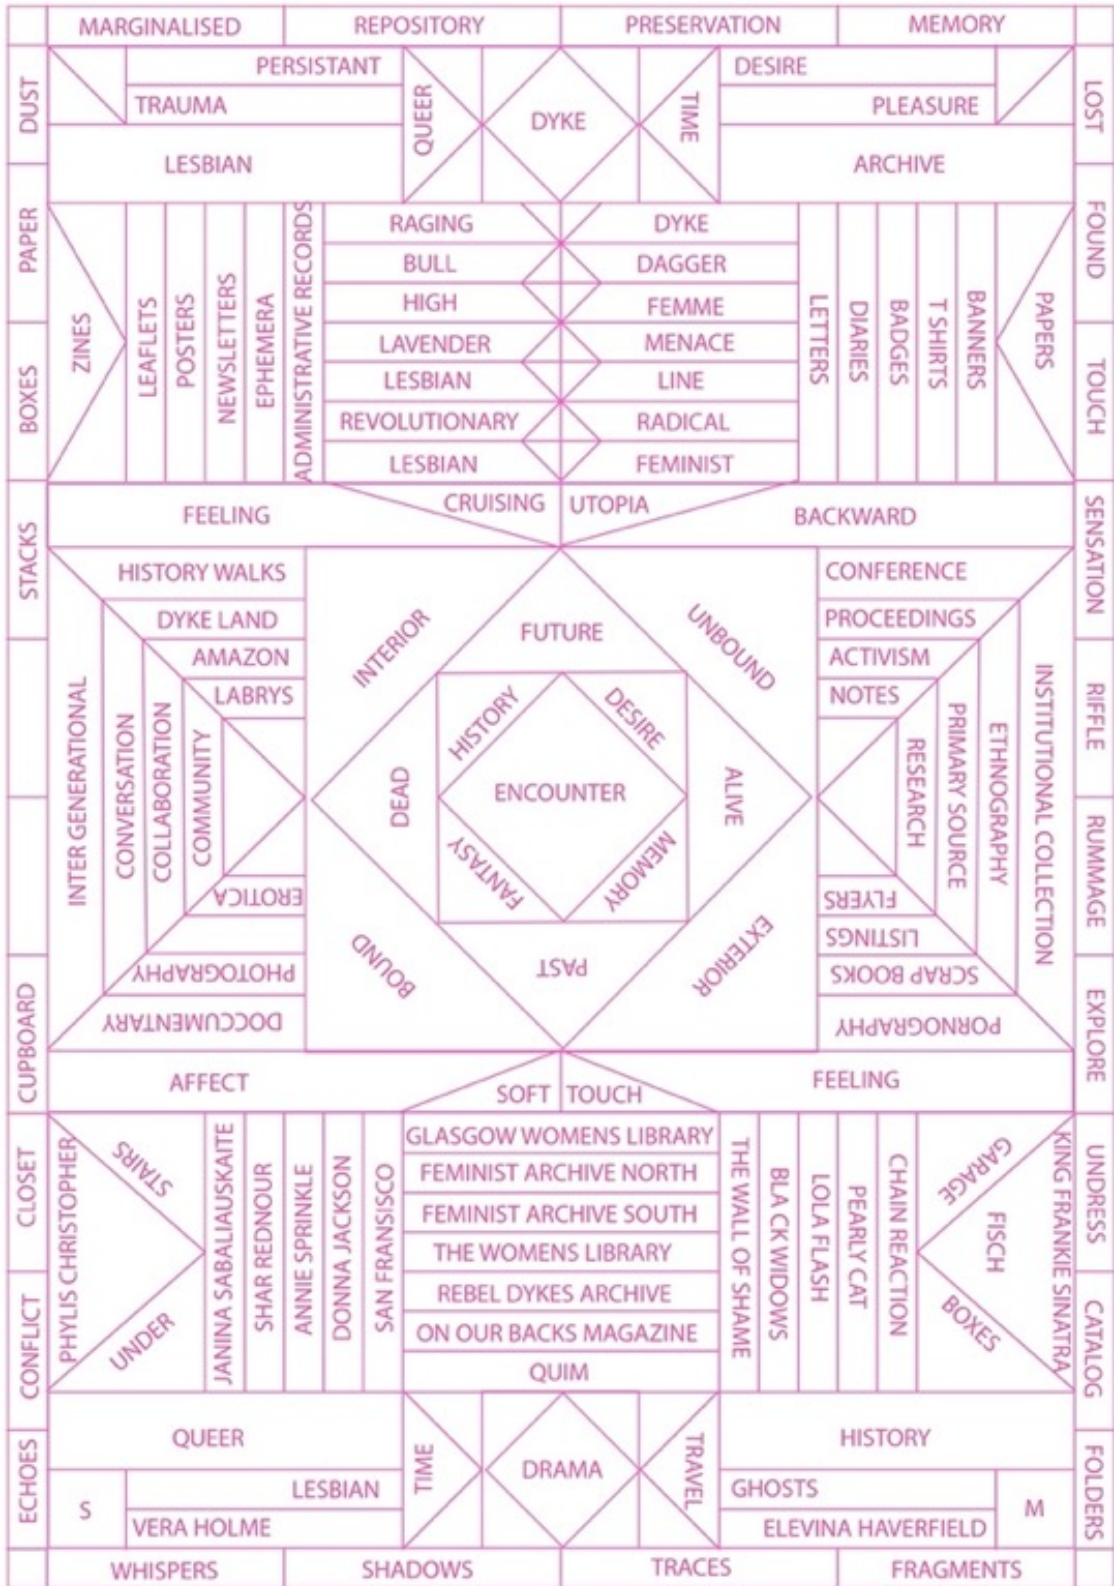 MARGINALISED
REPOSITORY
PRESERVATION
MEMORY
DUST
PAPER
BOXES
STACKS
CUPBOARD
CLOSET
CONFLICT
ECHOES
PERSISTANT
TRAUMA
LESBIAN
QUEER
DYKE
TIME
DESIRE
PLEASURE
ARCHIVE
ZINES
LEAFLETS
POSTERS
NEWSLETTERS
EPHEMERA
ADMINISTRATIVE RECORDS
RAGING
DYKE
BULL
DAGGER
HIGH
FEMME
LAVENDER
MENACE
LESBIAN
LINE
REVOLUTIONARY
RADICAL
LESBIAN
FEMINIST
LETTERS
DIARIES
BADGES
T SHIRTS
BANNERS
PAPERS
FEELING
CRUISING
UTOPIA
BACKWARD
HISTORY WALKS
DYKE LAND
AMAZON
LABRYS
INTER GENERATIONAL
CONVERSATION
COLLABORATION
COMMUNITY
EROTICA
PHOTOGRAPHY
DOCCUMENTARY
INTERIOR
UNBOUND
FUTURE
HISTORY
DESIRE
DEAD
ENCOUNTER
ALIVE
FANTASY
MEMORY
PAST
BOUND
EXTERIOR
CONFERENCE
PROCEEDINGS
ACTIVISM
NOTES
RESEARCH
PRIMARY SOURCE
ETHNOGRAPHY
INSTITUTIONAL COLLECTION
FLYERS
LISTINGS
SCRAP BOOKS
PORNOGRAPHY
AFFECT
SOFT
TOUCH
FEELING
PHYLIS CHRISTOPHER
STAIRS
UNDER
JANINA SABALIAUSKAITE
SHAR REDNOUR
ANNIE SPRINKLE
DONNA JACKSON
SAN FRANSISCO
GLASGOW WOMENS LIBRARY
FEMINIST ARCHIVE NORTH
FEMINIST ARCHIVE SOUTH
THE WOMENS LIBRARY
REBEL DYKES ARCHIVE
ON OUR BACKS MAGAZINE
QUIM
THE WALL OF SHAME
BLACK WIDOWS
LOLA FLASH
PEARLY CAT
CHAIN REACTION
GARAGE
FISCH
BOXES
KING FRANKIE SINATRA
QUEER
LESBIAN
S
VERA HOLME
TIME
DRAMA
TRAVEL
HISTORY
GHOSTS
M
ELEVINA HAVERFIELD
LOST
FOUND
TOUCH
SENSATION
RIFFLE
RUMMAGE
EXPLORE
UNDRESS
CATALOG
FOLDERS
WHISPERS
SHADOWS
TRACES
FRAGMENTS